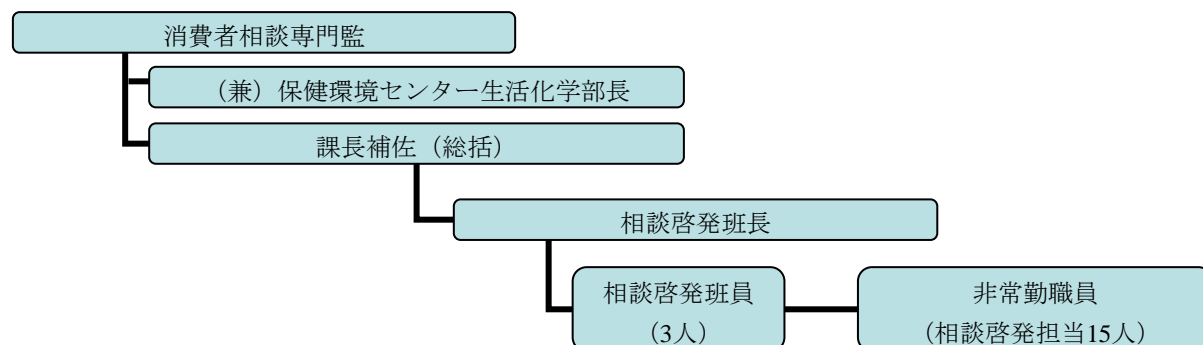 消費者相談専門監
（兼）保健環境センター生活化学部長
課長補佐（総括）
相談啓発班長
相談啓発班員
（3人）
非常勤職員
（相談啓発担当15人）